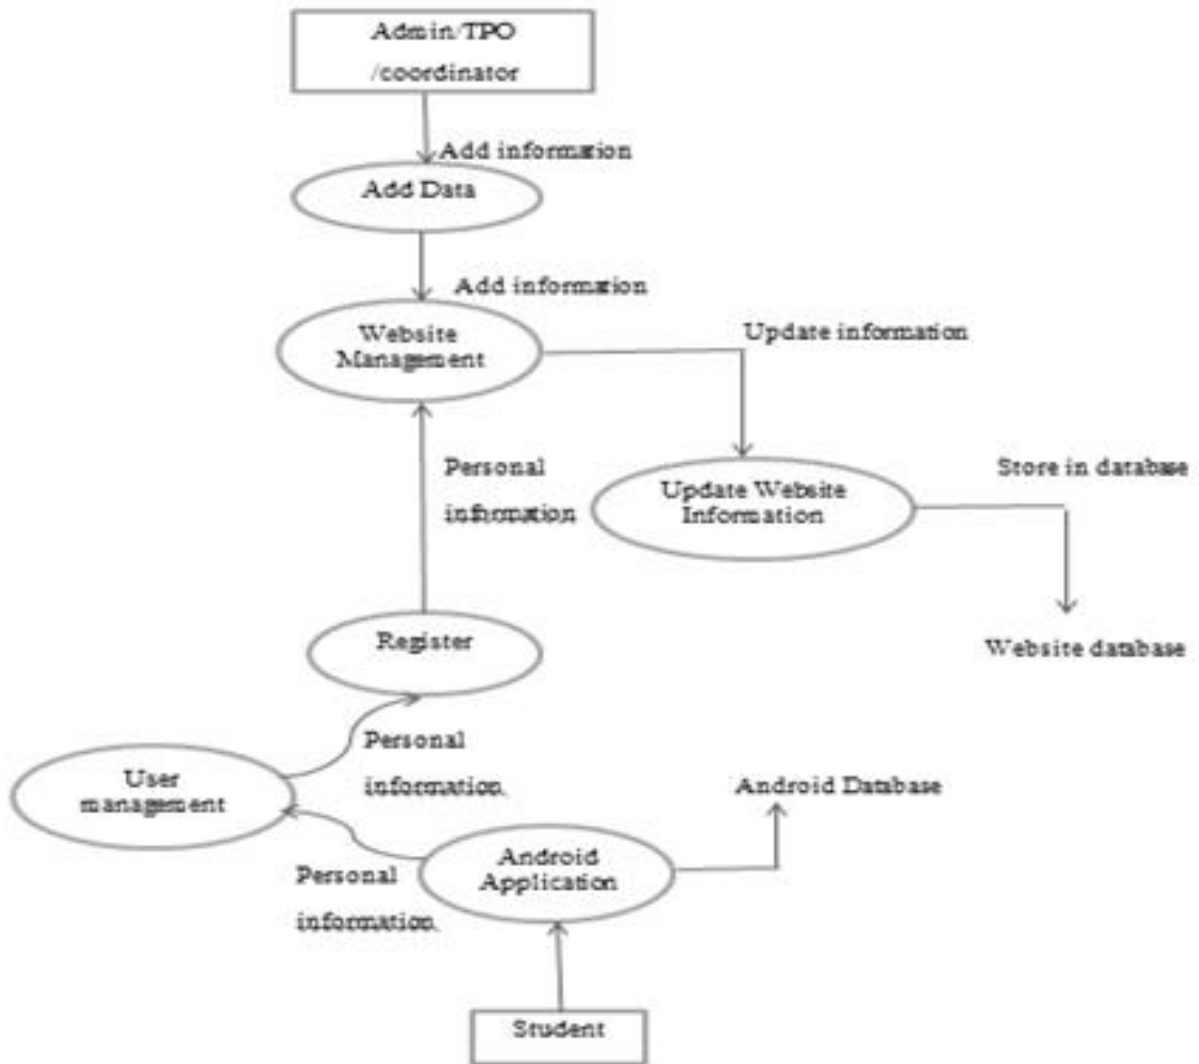 Admin/TPO
/coordinator
Add information
Add Data
Add information
Website
Management
Update information
Personal
infromation
Update Website
Information
Store in database
Website database
Register
Personal
information.
User
management
Android Database
Android
Application
Personal
information.
Student